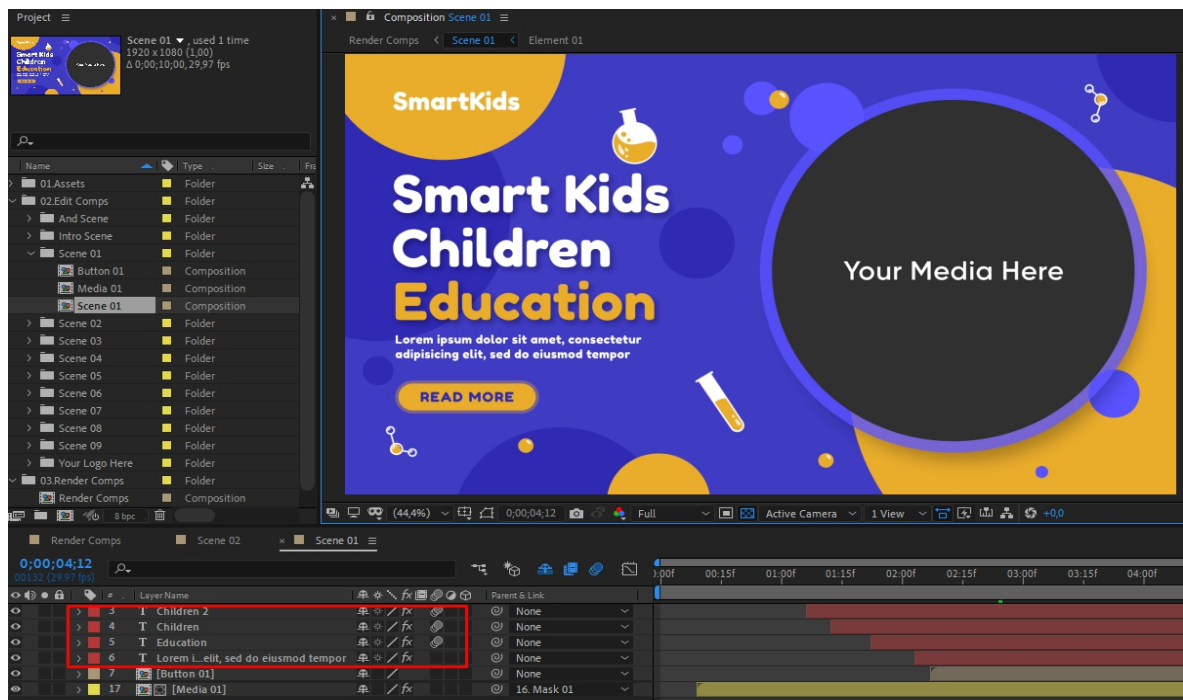 Project
Scene 01 ▼ , used 1 time
1920 x 1080 (1,00)
Δ 0;00;10;00, 29,97 fps
Name Type Size Fra
01.Assets Folder
02.Edit Comps Folder
And Scene Folder
Intro Scene Folder
Scene 01 Folder
Button 01 Composition
Media 01 Composition
Scene 01 Composition
Scene 02 Folder
Scene 03 Folder
Scene 04 Folder
Scene 05 Folder
Scene 06 Folder
Scene 07 Folder
Scene 08 Folder
Scene 09 Folder
Your Logo Here Folder
03.Render Comps Folder
Render Comps Composition
8 bpc
Composition Scene 01
Render Comps Scene 01 Element 01
SmartKids
Smart Kids
Children
Education
Lorem ipsum dolor sit amet, consectetur
adipisicing elit, sed do eiusmod tempor
READ MORE
Your Media Here
(44,4%) 0;00;04;12 Full Active Camera 1 View +0,0
Render Comps Scene 02 Scene 01
0;00;04;12
00132 (29.97 fps)
00:15f 01:00f 01:15f 02:00f 02:15f 03:00f 03:15f 04:00f
# Layer Name fx Parent & Link
3 T Children 2 fx None
4 T Children fx None
5 T Education fx None
6 T Lorem i...elit, sed do eiusmod tempor fx None
7 [Button 01] None
17 [Media 01] fx 16. Mask 01